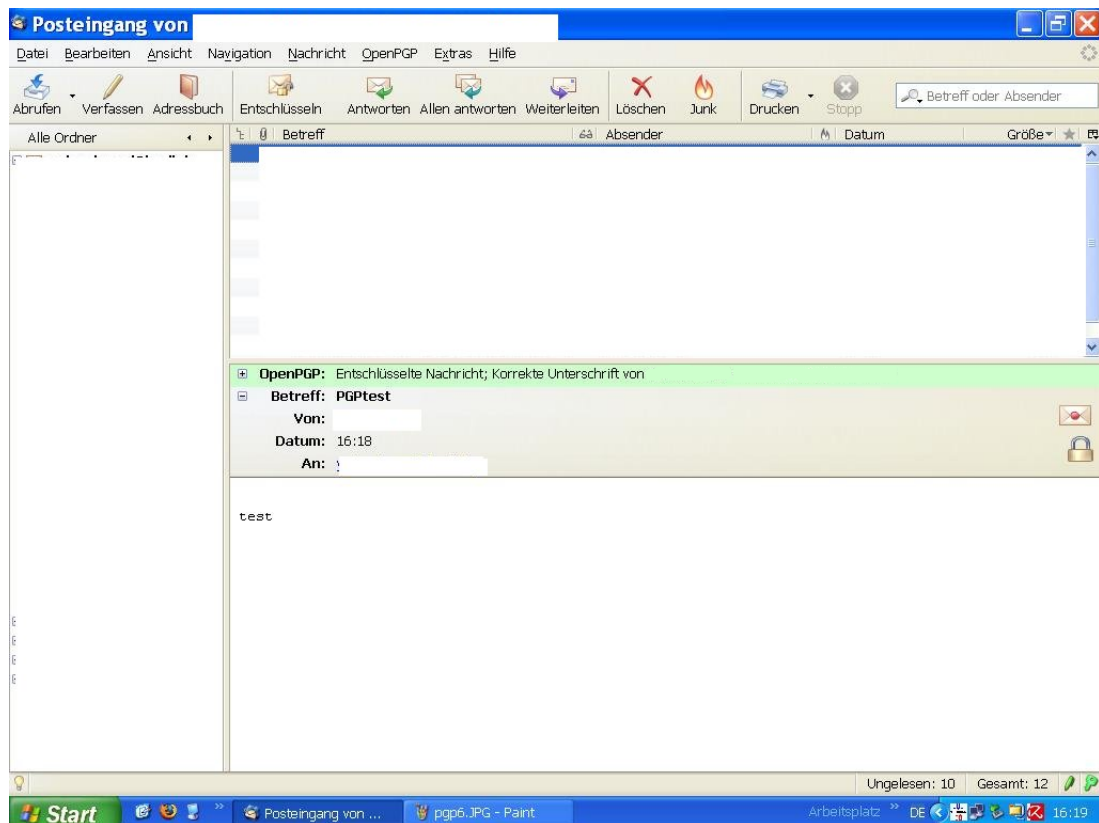 Posteingang von
Datei Bearbeiten Ansicht Navigation Nachricht OpenPGP Extras Hilfe
Abrufen Verfassen Adressbuch Entschlüsseln Antworten Allen antworten Weiterleiten Löschen Junk Drucken Stopp Betreff oder Absender
Alle Ordner Betreff Absender Datum Größe
OpenPGP: Entschlüsselte Nachricht; Korrekte Unterschrift von
Betreff: PGPtest
Von:
Datum: 16:18
An:
test
Ungelesen: 10 Gesamt: 12
Start Posteingang von ... pgp6.JPG - Paint Arbeitsplatz » DE 16:19